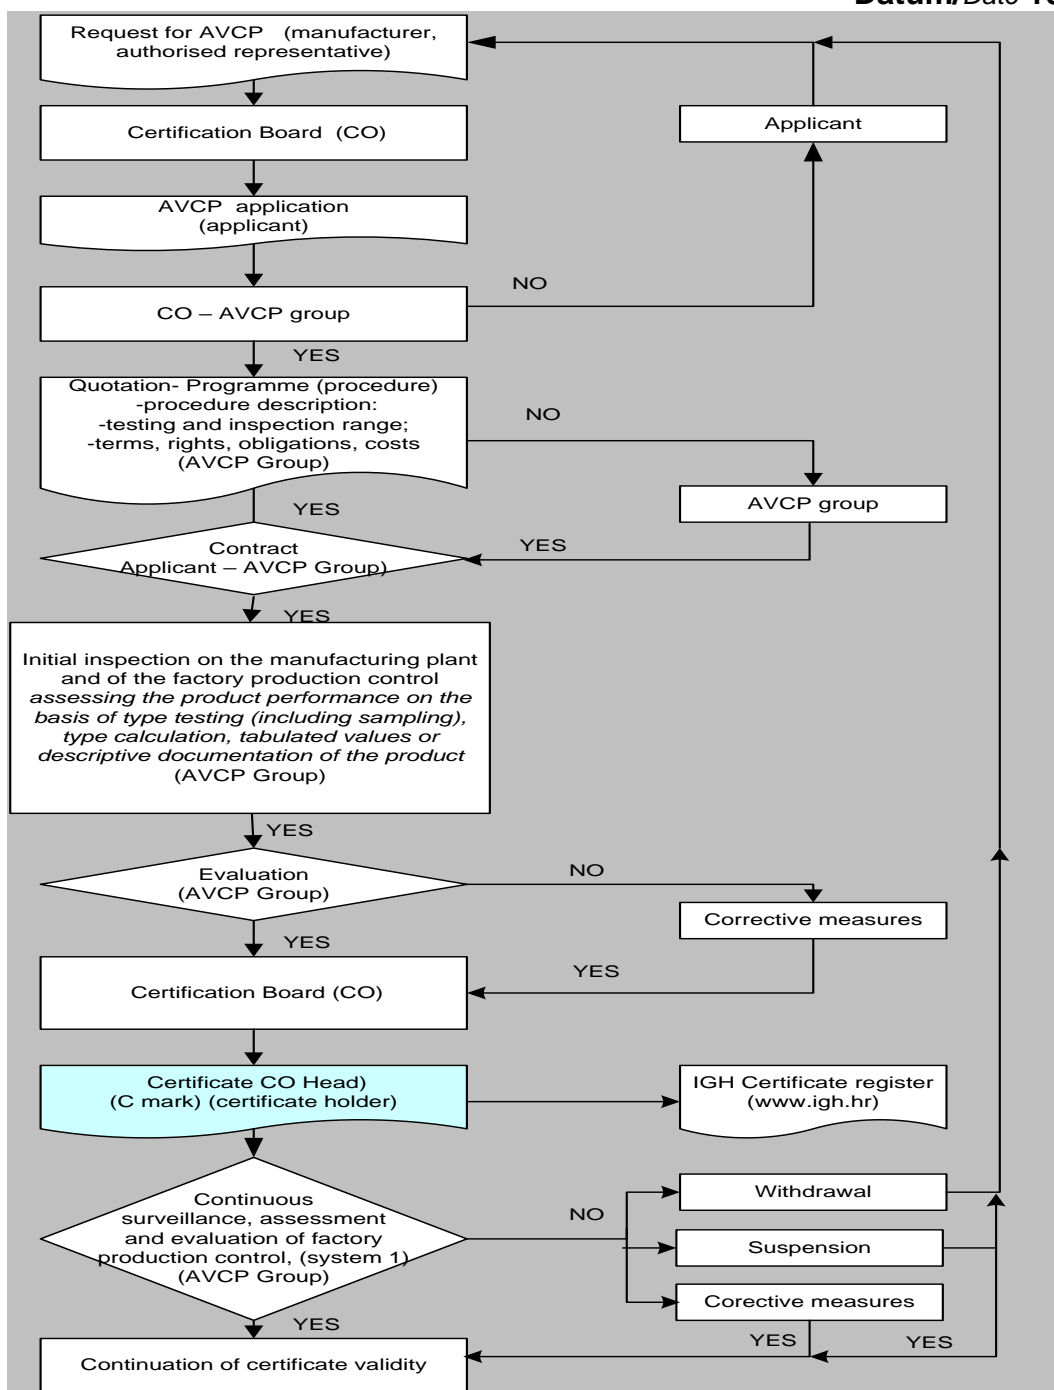 Datum/Date
Request for AVCP (manufacturer,
authorised representative)
Certification Board (CO)
Applicant
AVCP application
(applicant)
NO
CO – AVCP group
YES
Quotation- Programme (procedure)
-procedure description:
-testing and inspection range;
-terms, rights, obligations, costs
(AVCP Group)
NO
AVCP group
YES
Contract
Applicant – AVCP Group)
YES
YES
Initial inspection on the manufacturing plant
and of the factory production control
assessing the product performance on the
basis of type testing (including sampling),
type calculation, tabulated values or
descriptive documentation of the product
(AVCP Group)
YES
Evaluation
(AVCP Group)
NO
Corrective measures
YES
YES
Certification Board (CO)
Certificate CO Head)
(C mark) (certificate holder)
IGH Certificate register
(www.igh.hr)
Continuous
surveillance, assessment
and evaluation of factory
production control, (system 1)
(AVCP Group)
NO
Withdrawal
Suspension
Corective measures
YES
YES
YES
Continuation of certificate validity